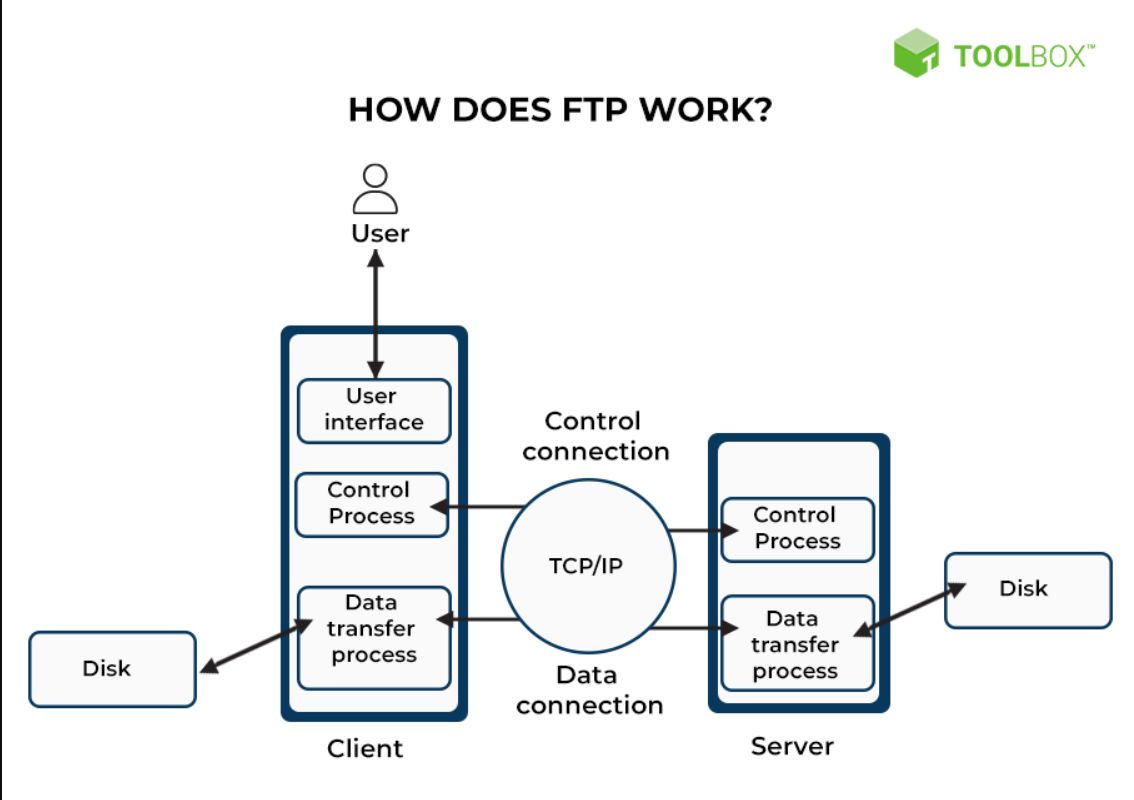 TOOLBOX™
HOW DOES FTP WORK?
User
User
interface
Control
Process
Data
transfer
process
Disk
Client
Control
connection
TCP/IP
Data
connection
Control
Process
Data
transfer
process
Disk
Server